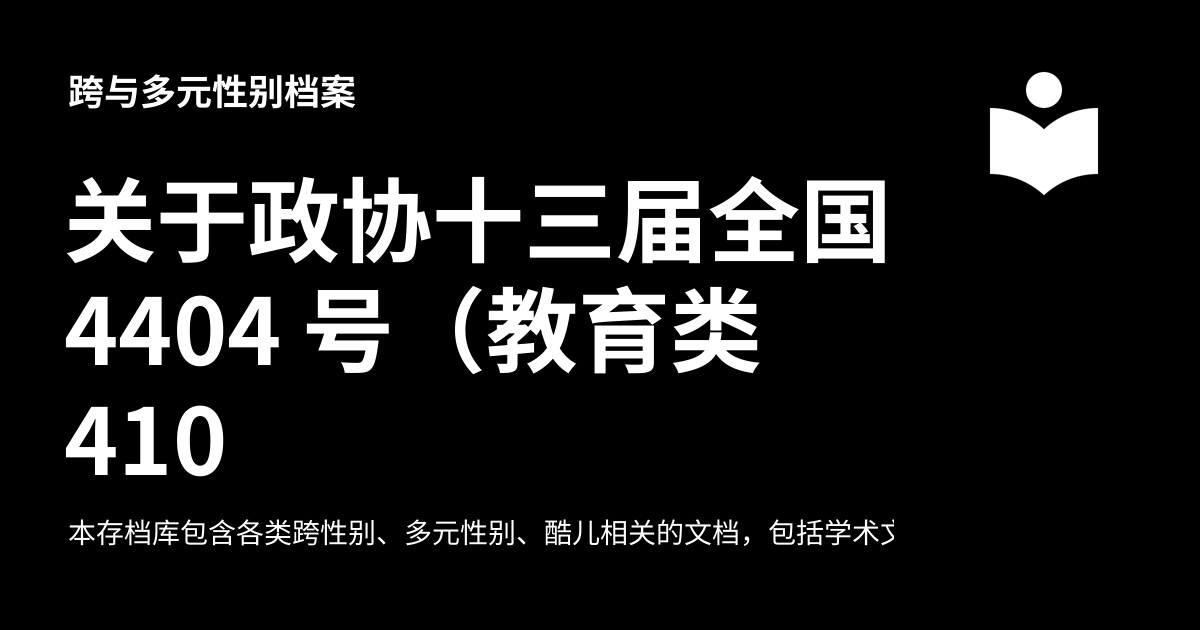 跨与多元性别档案
关于政协十三届全国
4404 号（教育类
410
本存档库包含各类跨性别、多元性别、酷儿相关的文档，包括学术